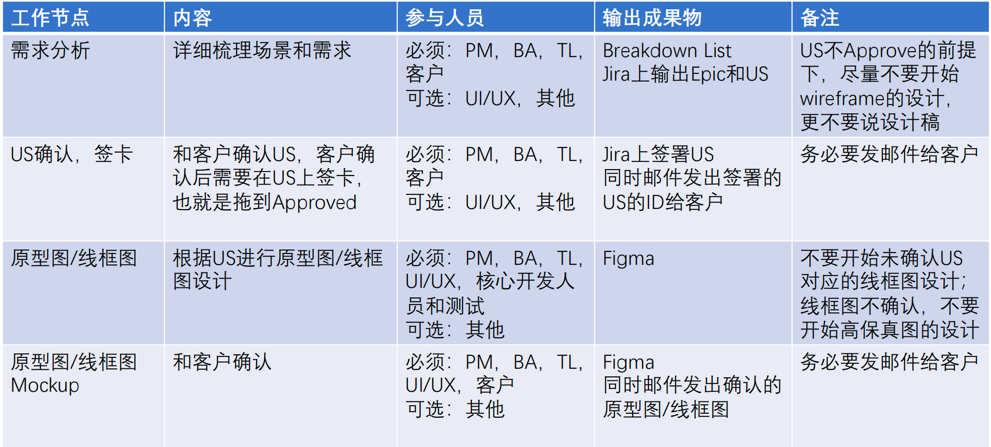 工作节点
内容
参与人员
输出成果物
备注
需求分析
详细梳理场景和需求
必须：PM，BA，TL，
客户
可选：UI/UX，其他
Breakdown List
Jira上输出Epic和US
US不Approve的前提
下，尽量不要开始
wireframe的设计，
更不要说设计稿
US确认，签卡
和客户确认US，客户确
认后需要在US上签卡，
也就是拖到Approved
必须：PM，BA，TL，
客户
可选：UI/UX，其他
Jira上签署US
同时邮件发出签署的
US的ID给客户
务必要发邮件给客户
原型图/线框图
根据US进行原型图/线框
图设计
必须：PM，BA，TL，
UI/UX，核心开发人
员和测试
可选：其他
Figma
不要开始未确认US
对应的线框图设计；
线框图不确认，不要
开始高保真图的设计
原型图/线框图
Mockup
和客户确认
必须：PM，BA，TL，
UI/UX，客户
可选：其他
Figma
同时邮件发出确认的
原型图/线框图
务必要发邮件给客户